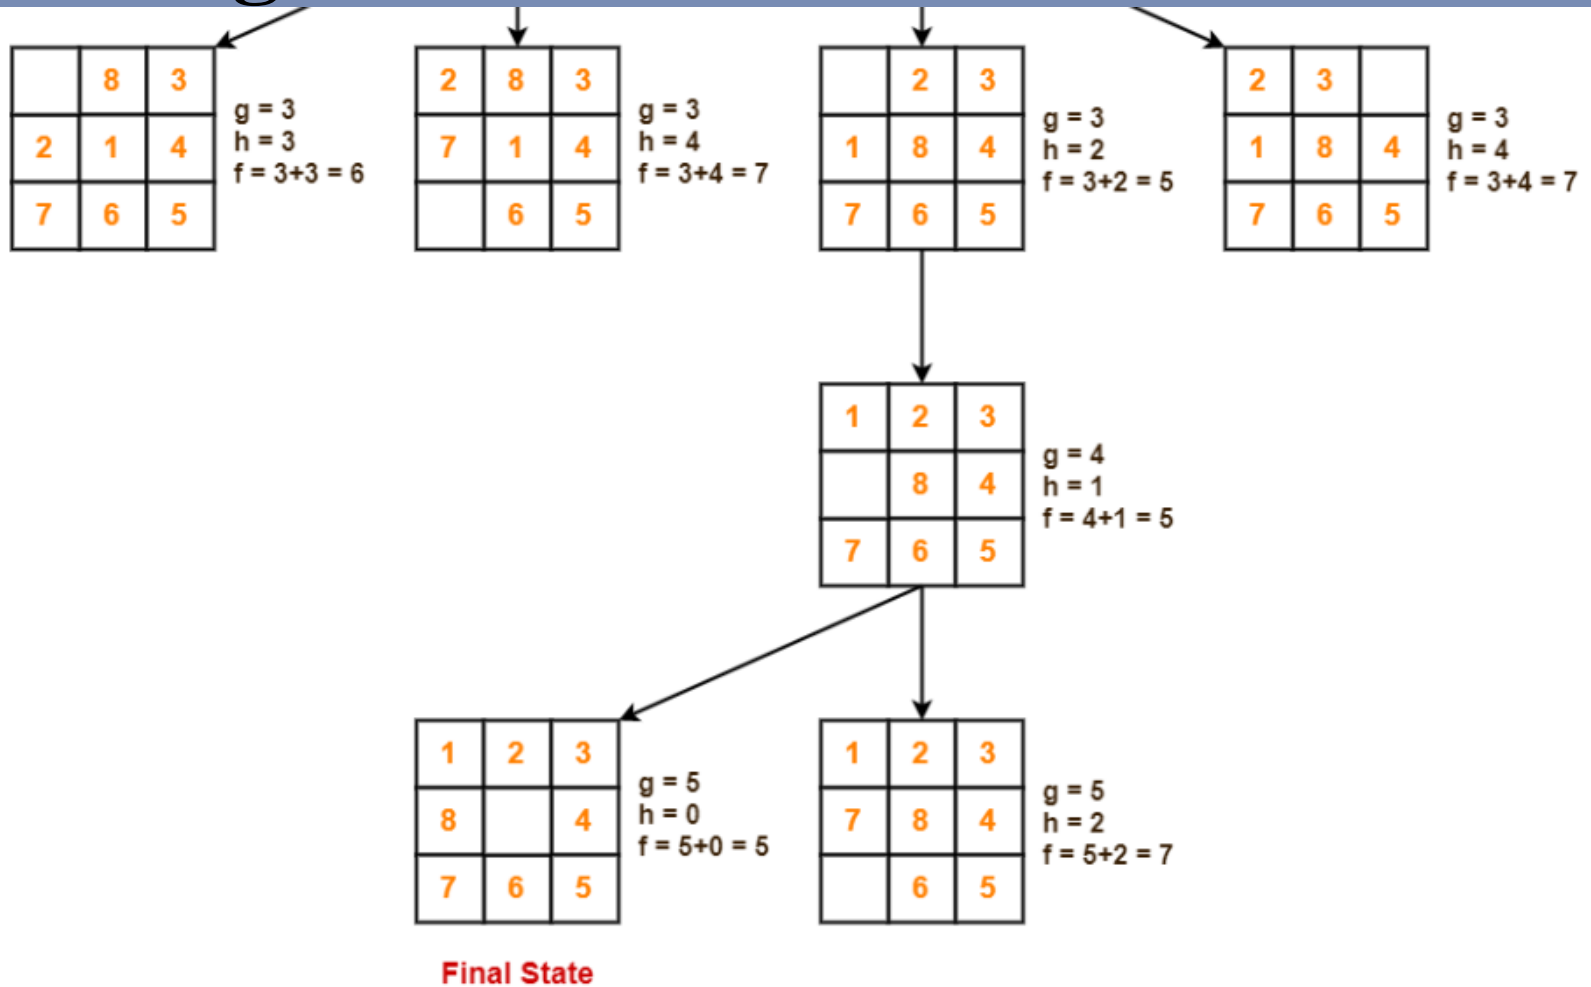 8 3
2 1 4
7 6 5
g = 3
h = 3
f = 3+3 = 6
2 8 3
7 1 4
6 5
g = 3
h = 4
f = 3+4 = 7
2 3
1 8 4
7 6 5
g = 3
h = 2
f = 3+2 = 5
2 3
1 8 4
7 6 5
g = 3
h = 4
f = 3+4 = 7
1 2 3
8 4
7 6 5
g = 4
h = 1
f = 4+1 = 5
1 2 3
8 4
7 6 5
g = 5
h = 0
f = 5+0 = 5
1 2 3
7 8 4
6 5
g = 5
h = 2
f = 5+2 = 7
Final State